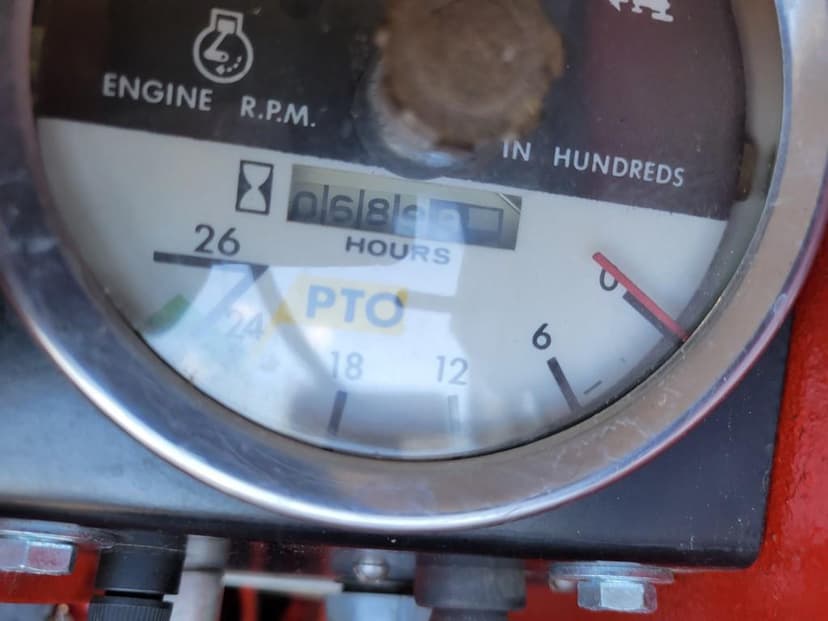 ENGINE R.P.M.
IN HUNDREDS
HOURS
26
PTO
24
0
18
12
6